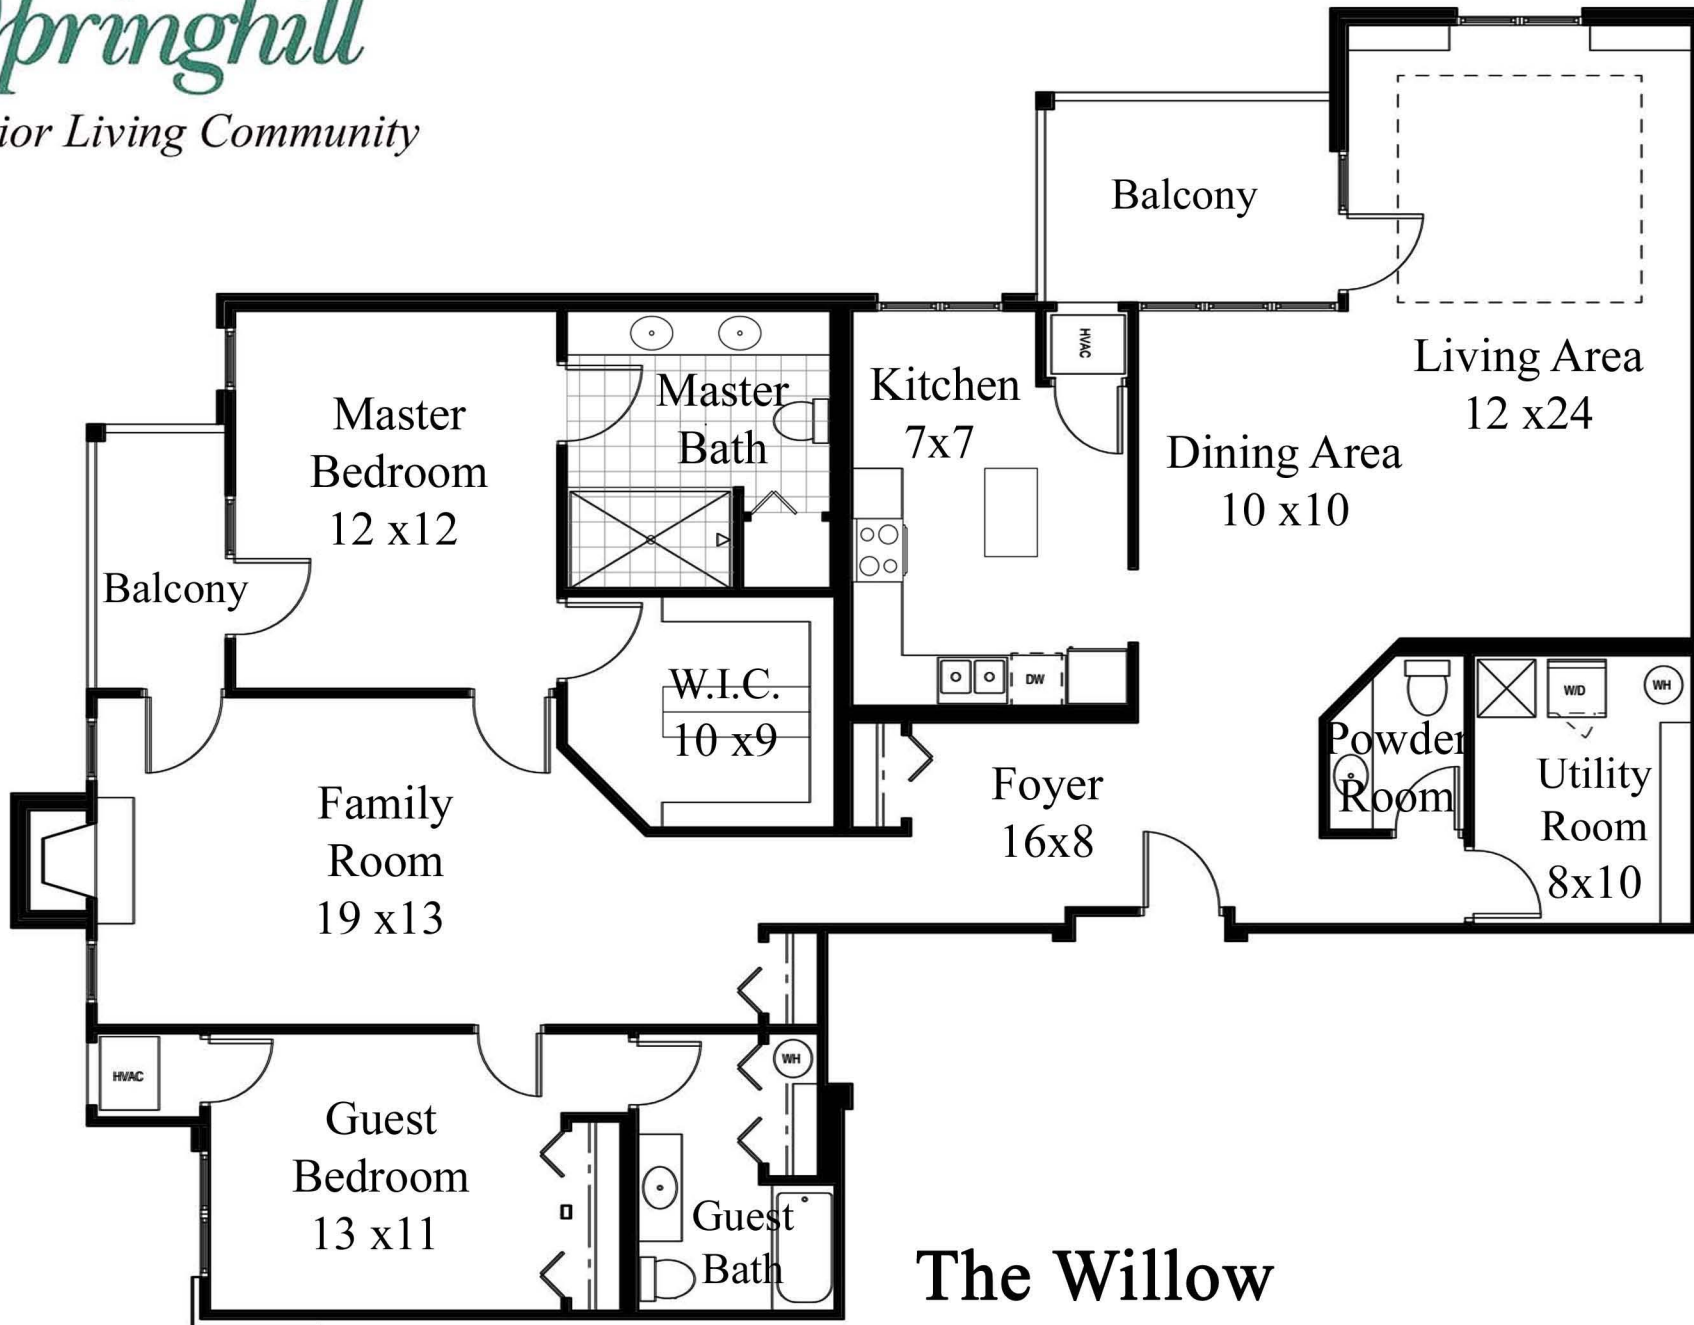 Springhill
ior Living Community
Balcony
Living Area
12 x24
HVAC
Kitchen
7x7
Dining Area
10 x10
Master
Bath
Master
Bedroom
12 x12
Balcony
W.I.C.
10 x9
DW
W/D
WH
Powder
Room
Utility
Room
8x10
Foyer
16x8
Family
Room
19 x13
HVAC
WH
Guest
Bedroom
13 x11
Guest
Bath
The Willow